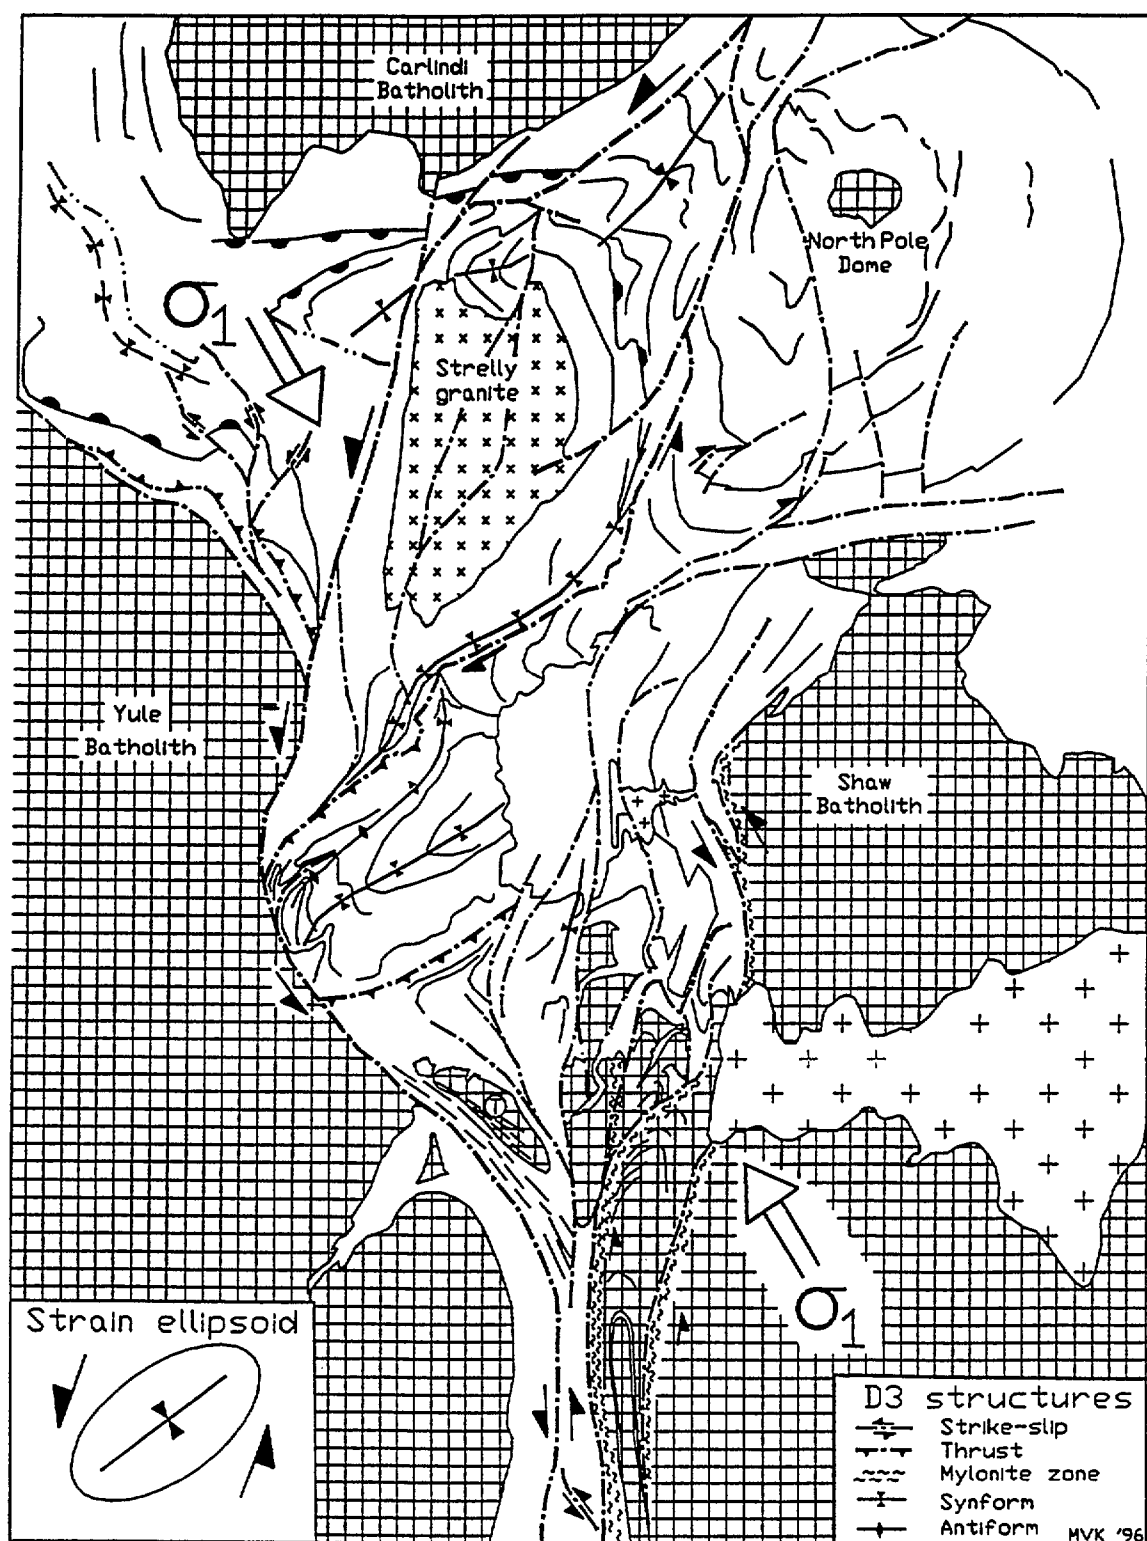 Carlindi
Batholith
North Pole
Dome
σ1
Strelly
granite
Yule
Batholith
Shaw
Batholith
T
σ1
Strain ellipsoid
D3 structures
Strike-slip
Thrust
Mylonite zone
Synform
Antiform
MVK '96